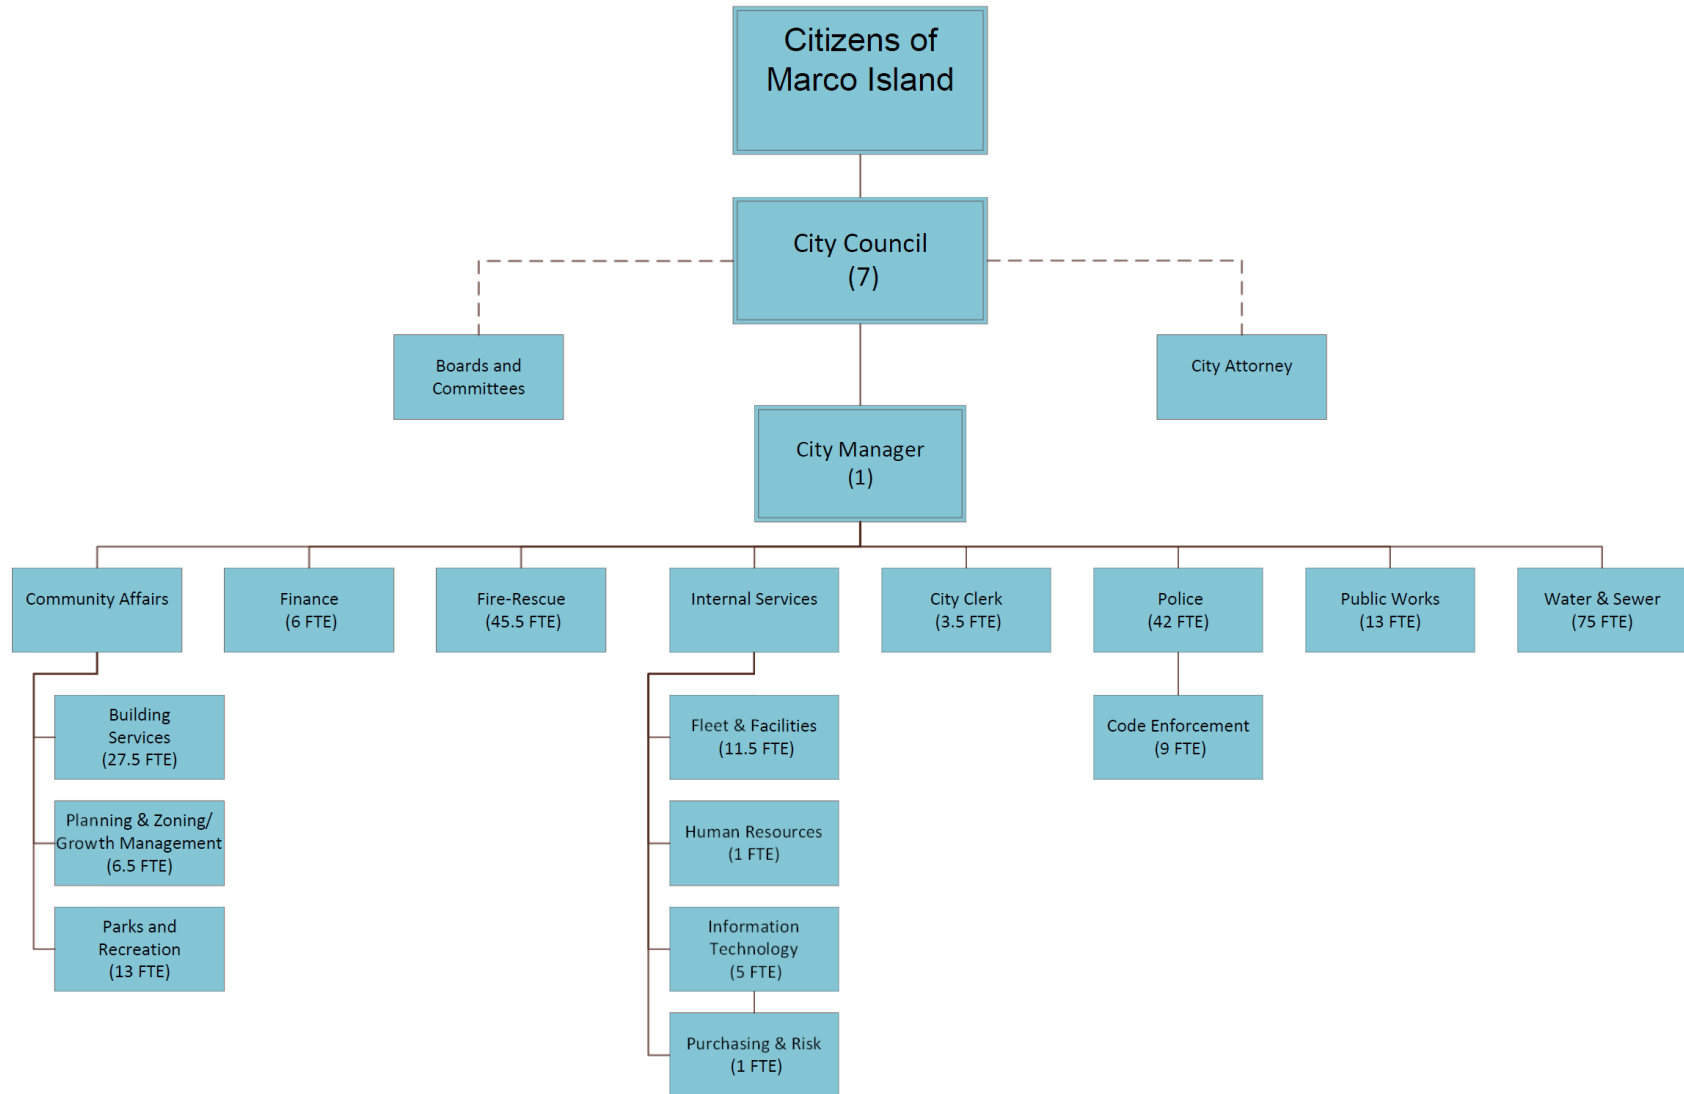 Citizens of
Marco Island
City Council
(7)
Boards and
Committees
City Attorney
City Manager
(1)
Community Affairs
Finance
(6 FTE)
Fire-Rescue
(45.5 FTE)
Internal Services
City Clerk
(3.5 FTE)
Police
(42 FTE)
Public Works
(13 FTE)
Water & Sewer
(75 FTE)
Building
Services
(27.5 FTE)
Planning & Zoning/
Growth Management
(6.5 FTE)
Parks and
Recreation
(13 FTE)
Fleet & Facilities
(11.5 FTE)
Human Resources
(1 FTE)
Information
Technology
(5 FTE)
Purchasing & Risk
(1 FTE)
Code Enforcement
(9 FTE)